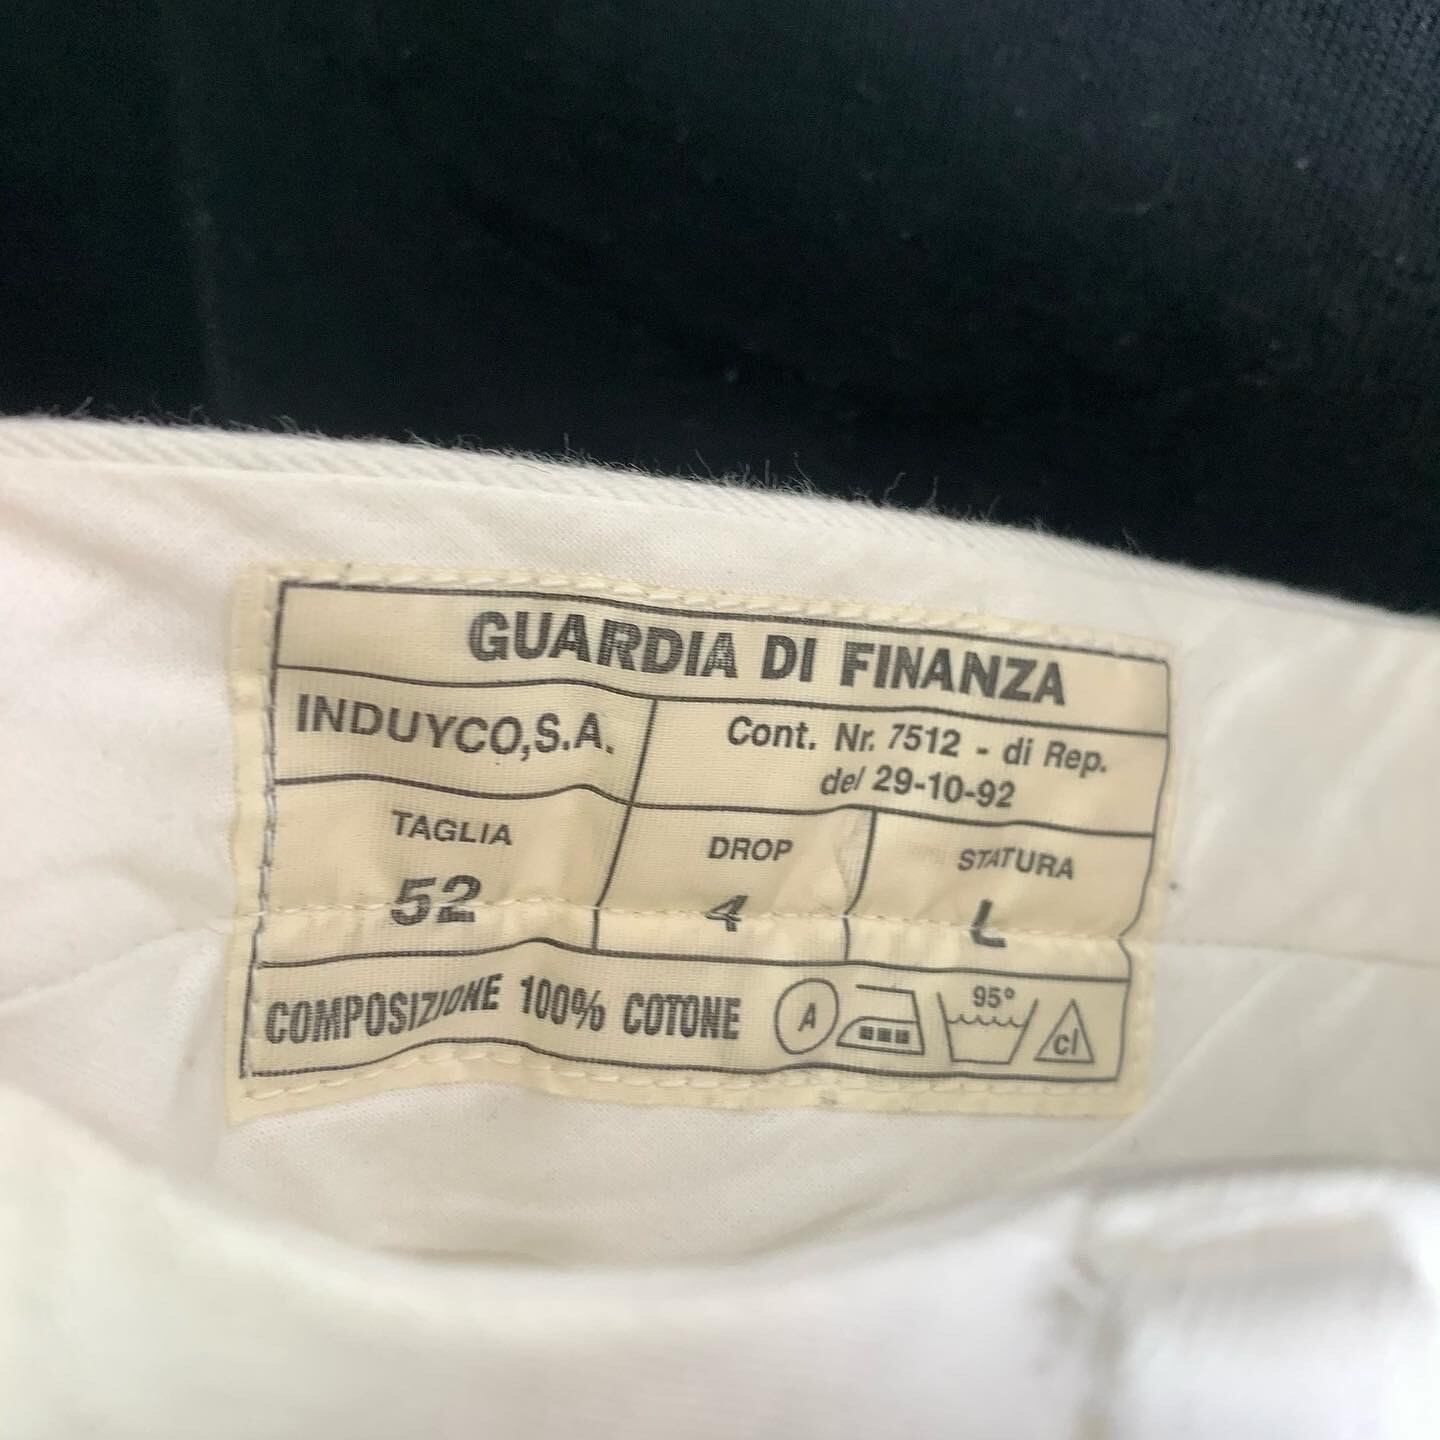 GUARDIA DI FINANZA
INDUYCO,S.A.
Cont. Nr. 7512 - di Rep.
del 29-10-92
TAGLIA
52
DROP
4
STATURA
L
COMPOSIZIONE 100% COTONE A 95° cl